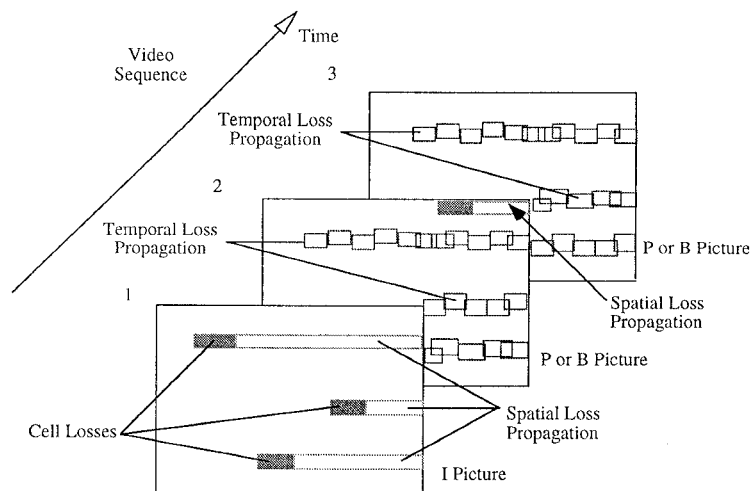 Time
Video
Sequence
3
Temporal Loss
Propagation
2
Temporal Loss
Propagation
P or B Picture
1
Spatial Loss
Propagation
P or B Picture
Cell Losses
Spatial Loss
Propagation
I Picture